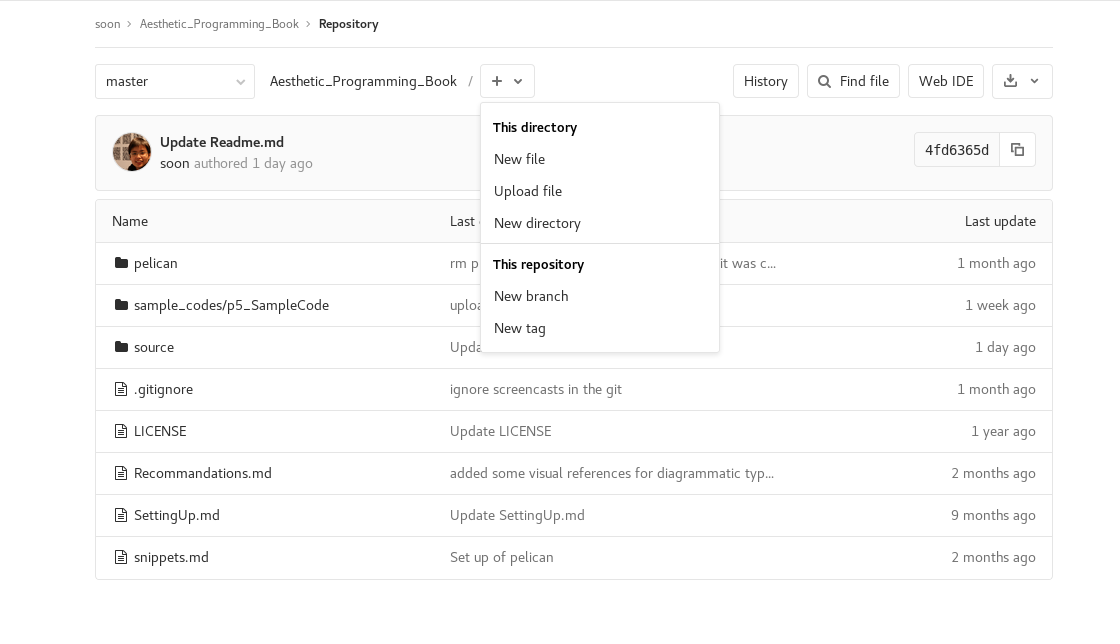 soon > Aesthetic_Programming_Book > Repository
master Aesthetic_Programming_Book / + History Find file Web IDE
This directory
New file
Upload file
New directory
This repository
New branch
New tag
Update Readme.md
soon authored 1 day ago
4fd6365d
Name Last Last update
pelican rm p it was c... 1 month ago
sample_codes/p5_SampleCode uploa 1 week ago
source Upda 1 day ago
.gitignore ignore screencasts in the git 1 month ago
LICENSE Update LICENSE 1 year ago
Recommandations.md added some visual references for diagrammatic typ... 2 months ago
SettingUp.md Update SettingUp.md 9 months ago
snippets.md Set up of pelican 2 months ago